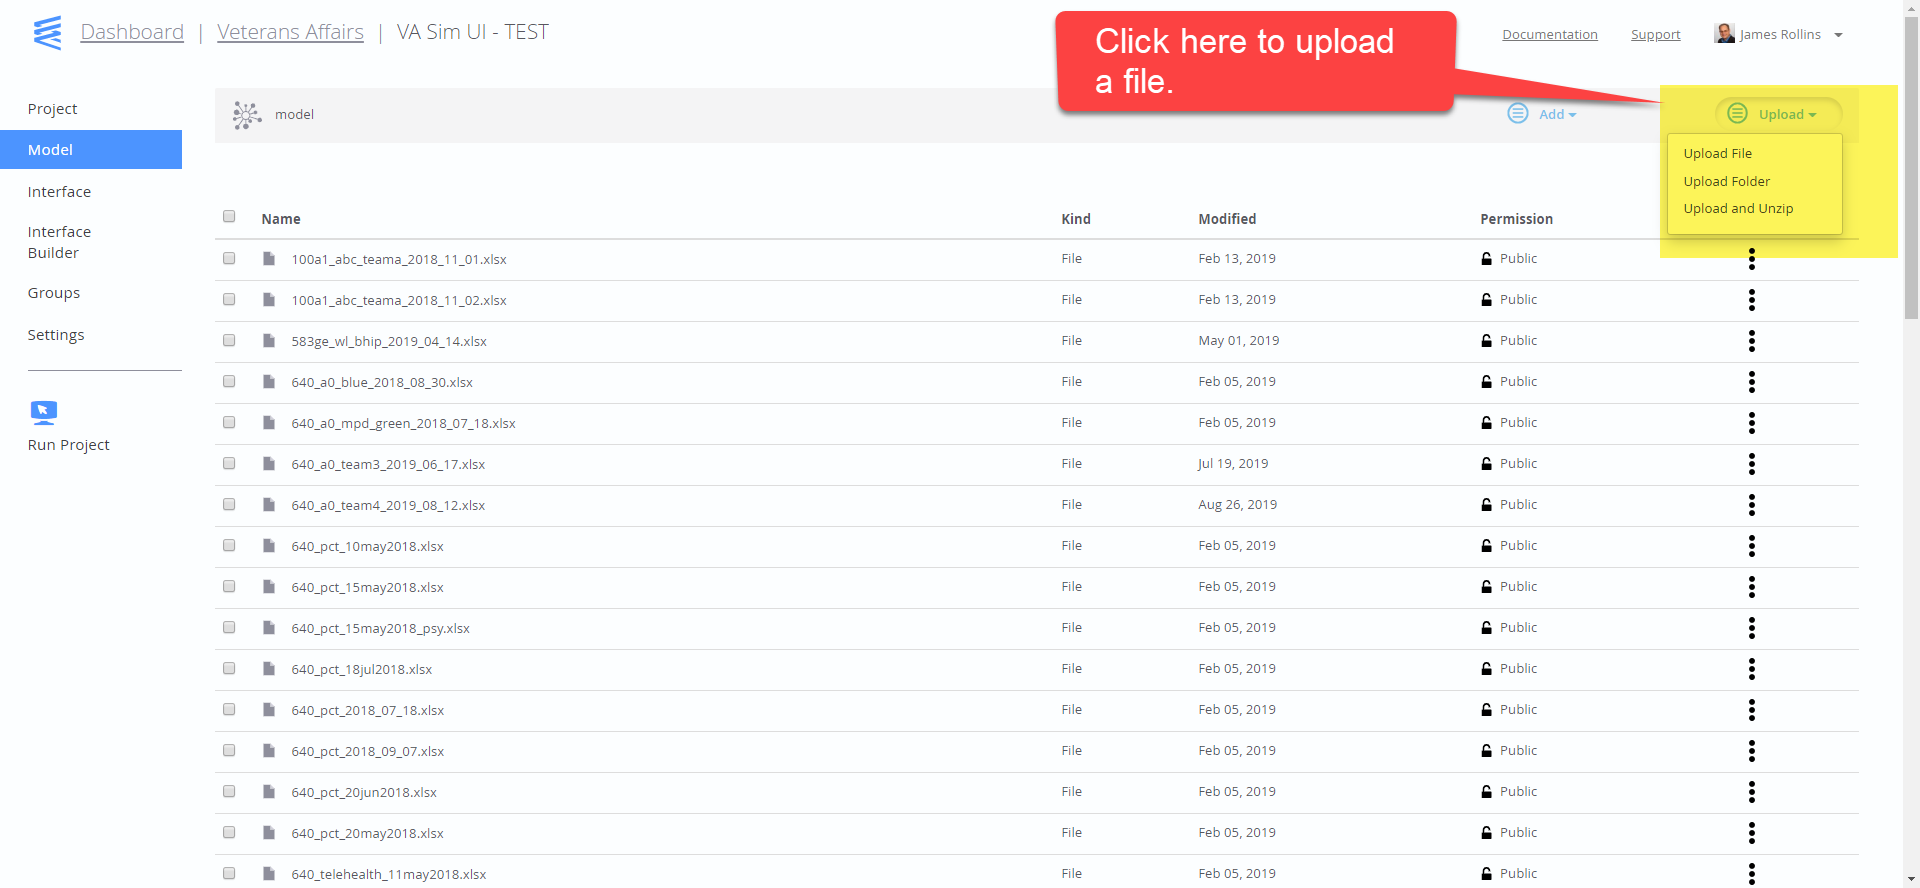 Dashboard | Veterans Affairs | VA Sim UI - TEST
Click here to upload
a file.
Documentation
Support
James Rollins
Project
Model
Interface
Interface
Builder
Groups
Settings
Run Project
model
Add
Upload
Upload File
Upload Folder
Upload and Unzip
Name Kind Modified Permission
100a1_abc_teama_2018_11_01.xlsx File Feb 13, 2019 Public
100a1_abc_teama_2018_11_02.xlsx File Feb 13, 2019 Public
583ge_wl_bhip_2019_04_14.xlsx File May 01, 2019 Public
640_a0_blue_2018_08_30.xlsx File Feb 05, 2019 Public
640_a0_mpd_green_2018_07_18.xlsx File Feb 05, 2019 Public
640_a0_team3_2019_06_17.xlsx File Jul 19, 2019 Public
640_a0_team4_2019_08_12.xlsx File Aug 26, 2019 Public
640_pct_10may2018.xlsx File Feb 05, 2019 Public
640_pct_15may2018.xlsx File Feb 05, 2019 Public
640_pct_15may2018_psy.xlsx File Feb 05, 2019 Public
640_pct_18jul2018.xlsx File Feb 05, 2019 Public
640_pct_2018_07_18.xlsx File Feb 05, 2019 Public
640_pct_2018_09_07.xlsx File Feb 05, 2019 Public
640_pct_20jun2018.xlsx File Feb 05, 2019 Public
640_pct_20may2018.xlsx File Feb 05, 2019 Public
640_telehealth_11may2018.xlsx File Feb 05, 2019 Public